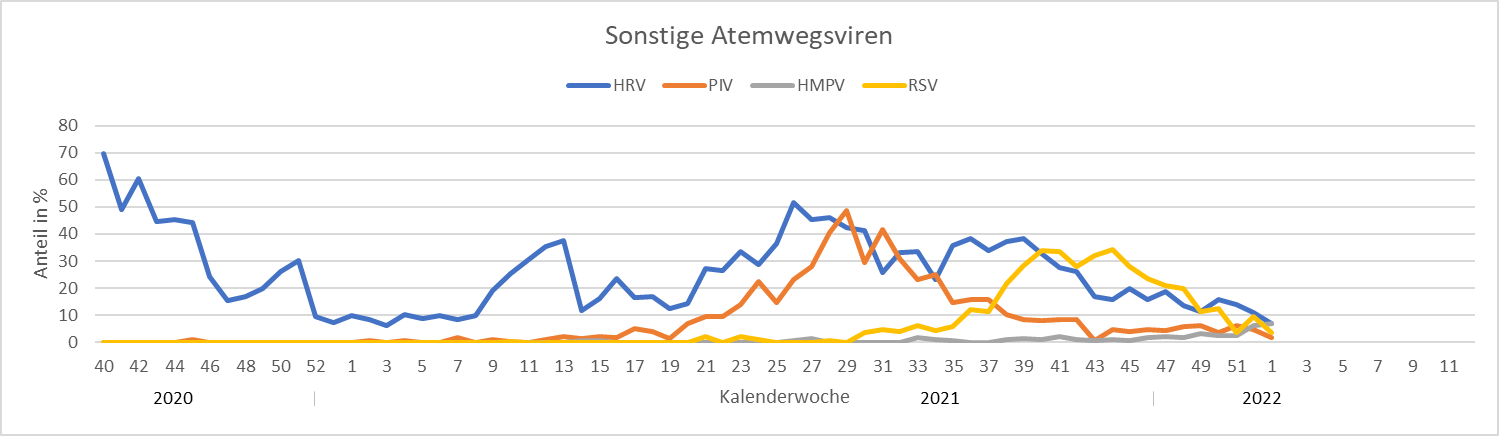 Sonstige Atemwegsviren
HRV PIV HMPV RSV
Anteil in %
80
70
60
50
40
30
20
10
0
40 42 44 46 48 50 52 1 3 5 7 9 11 13 15 17 19 21 23 25 27 29 31 33 35 37 39 41 43 45 47 49 51 1 3 5 7 9 11
2020 Kalenderwoche 2021 2022